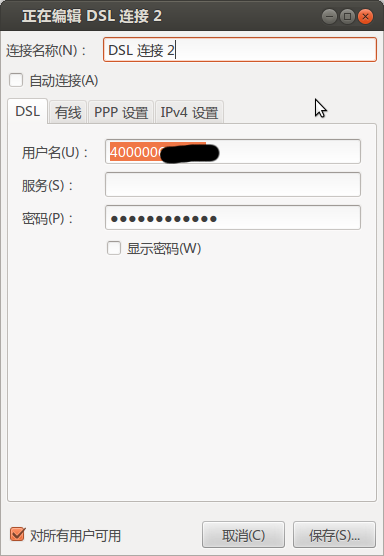 正在编辑 DSL 连接 2
连接名称(N)： DSL 连接 2
自动连接(A)
DSL 有线 PPP 设置 IPv4 设置
用户名(U)： 400000
服务(S)：
密码(P)： ●●●●●●●●●●●●
显示密码(W)
对所有用户可用 取消(C) 保存(S)...